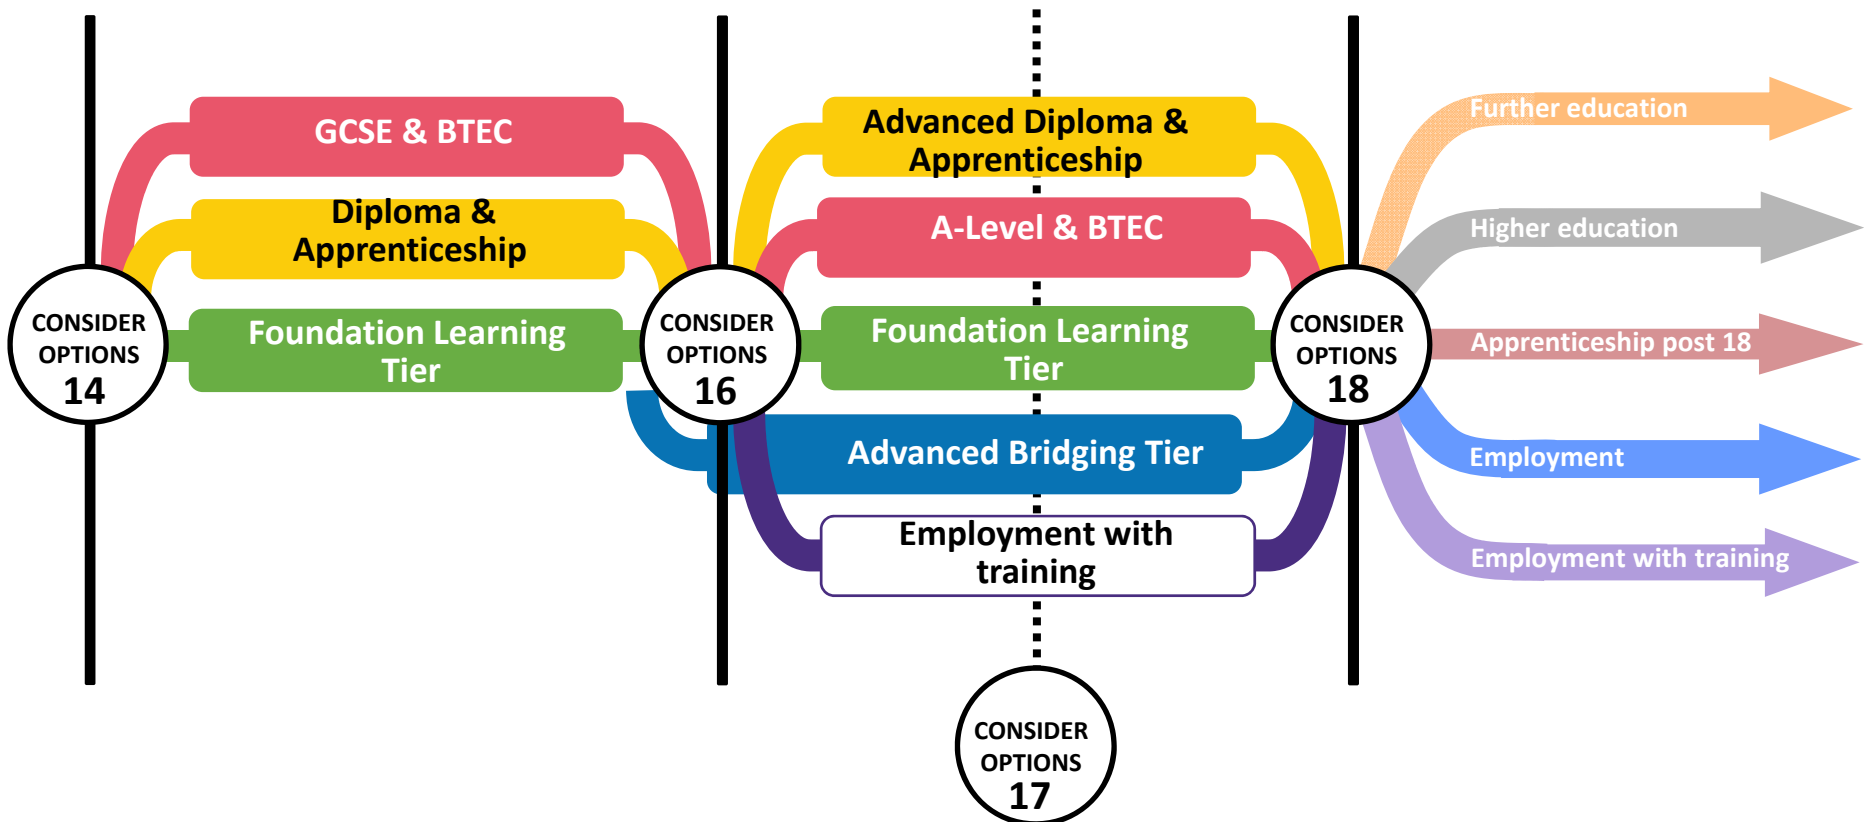 GCSE & BTEC
Diploma &
Apprenticeship
Foundation Learning
Tier
CONSIDER
OPTIONS
14
CONSIDER
OPTIONS
16
Advanced Diploma &
Apprenticeship
A-Level & BTEC
Foundation Learning
Tier
Advanced Bridging Tier
Employment with
training
CONSIDER
OPTIONS
17
CONSIDER
OPTIONS
18
Further education
Higher education
Apprenticeship post 18
Employment
Employment with training